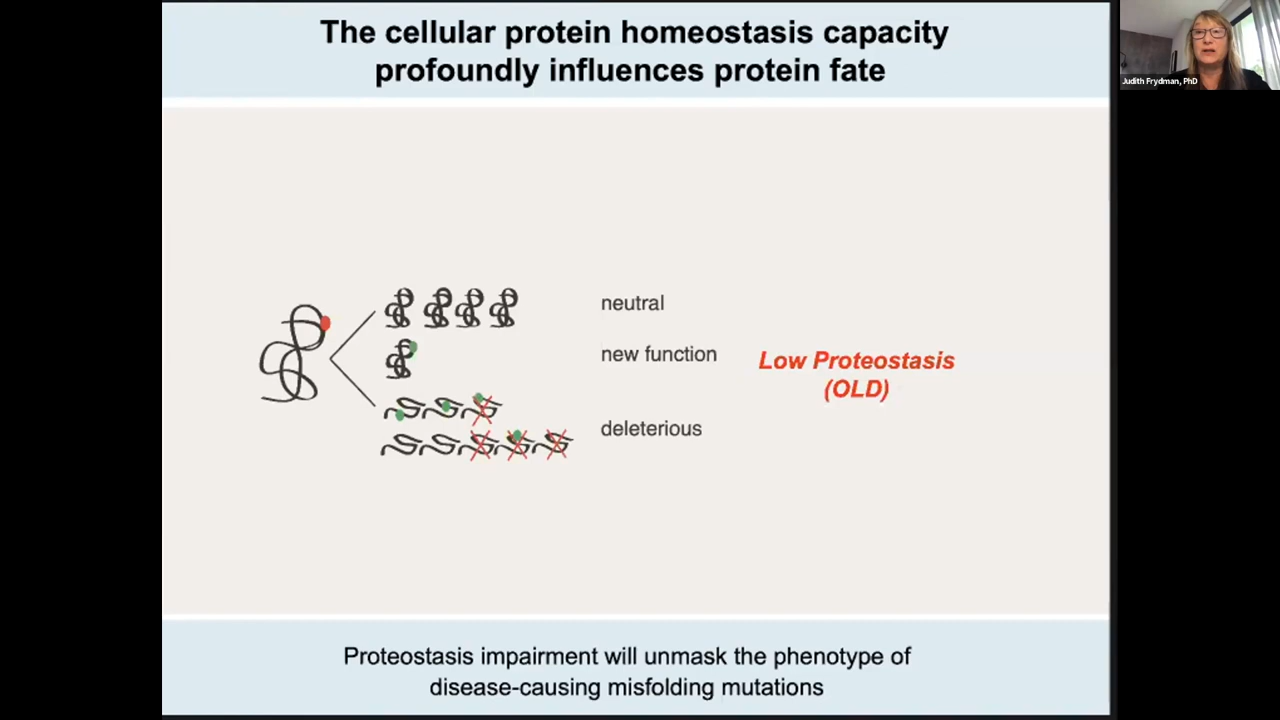 The cellular protein homeostasis capacity
profoundly influences protein fate
Judith Frydman, PhD
neutral
new function
Low Proteostasis
(OLD)
deleterious
Proteostasis impairment will unmask the phenotype of
disease-causing misfolding mutations